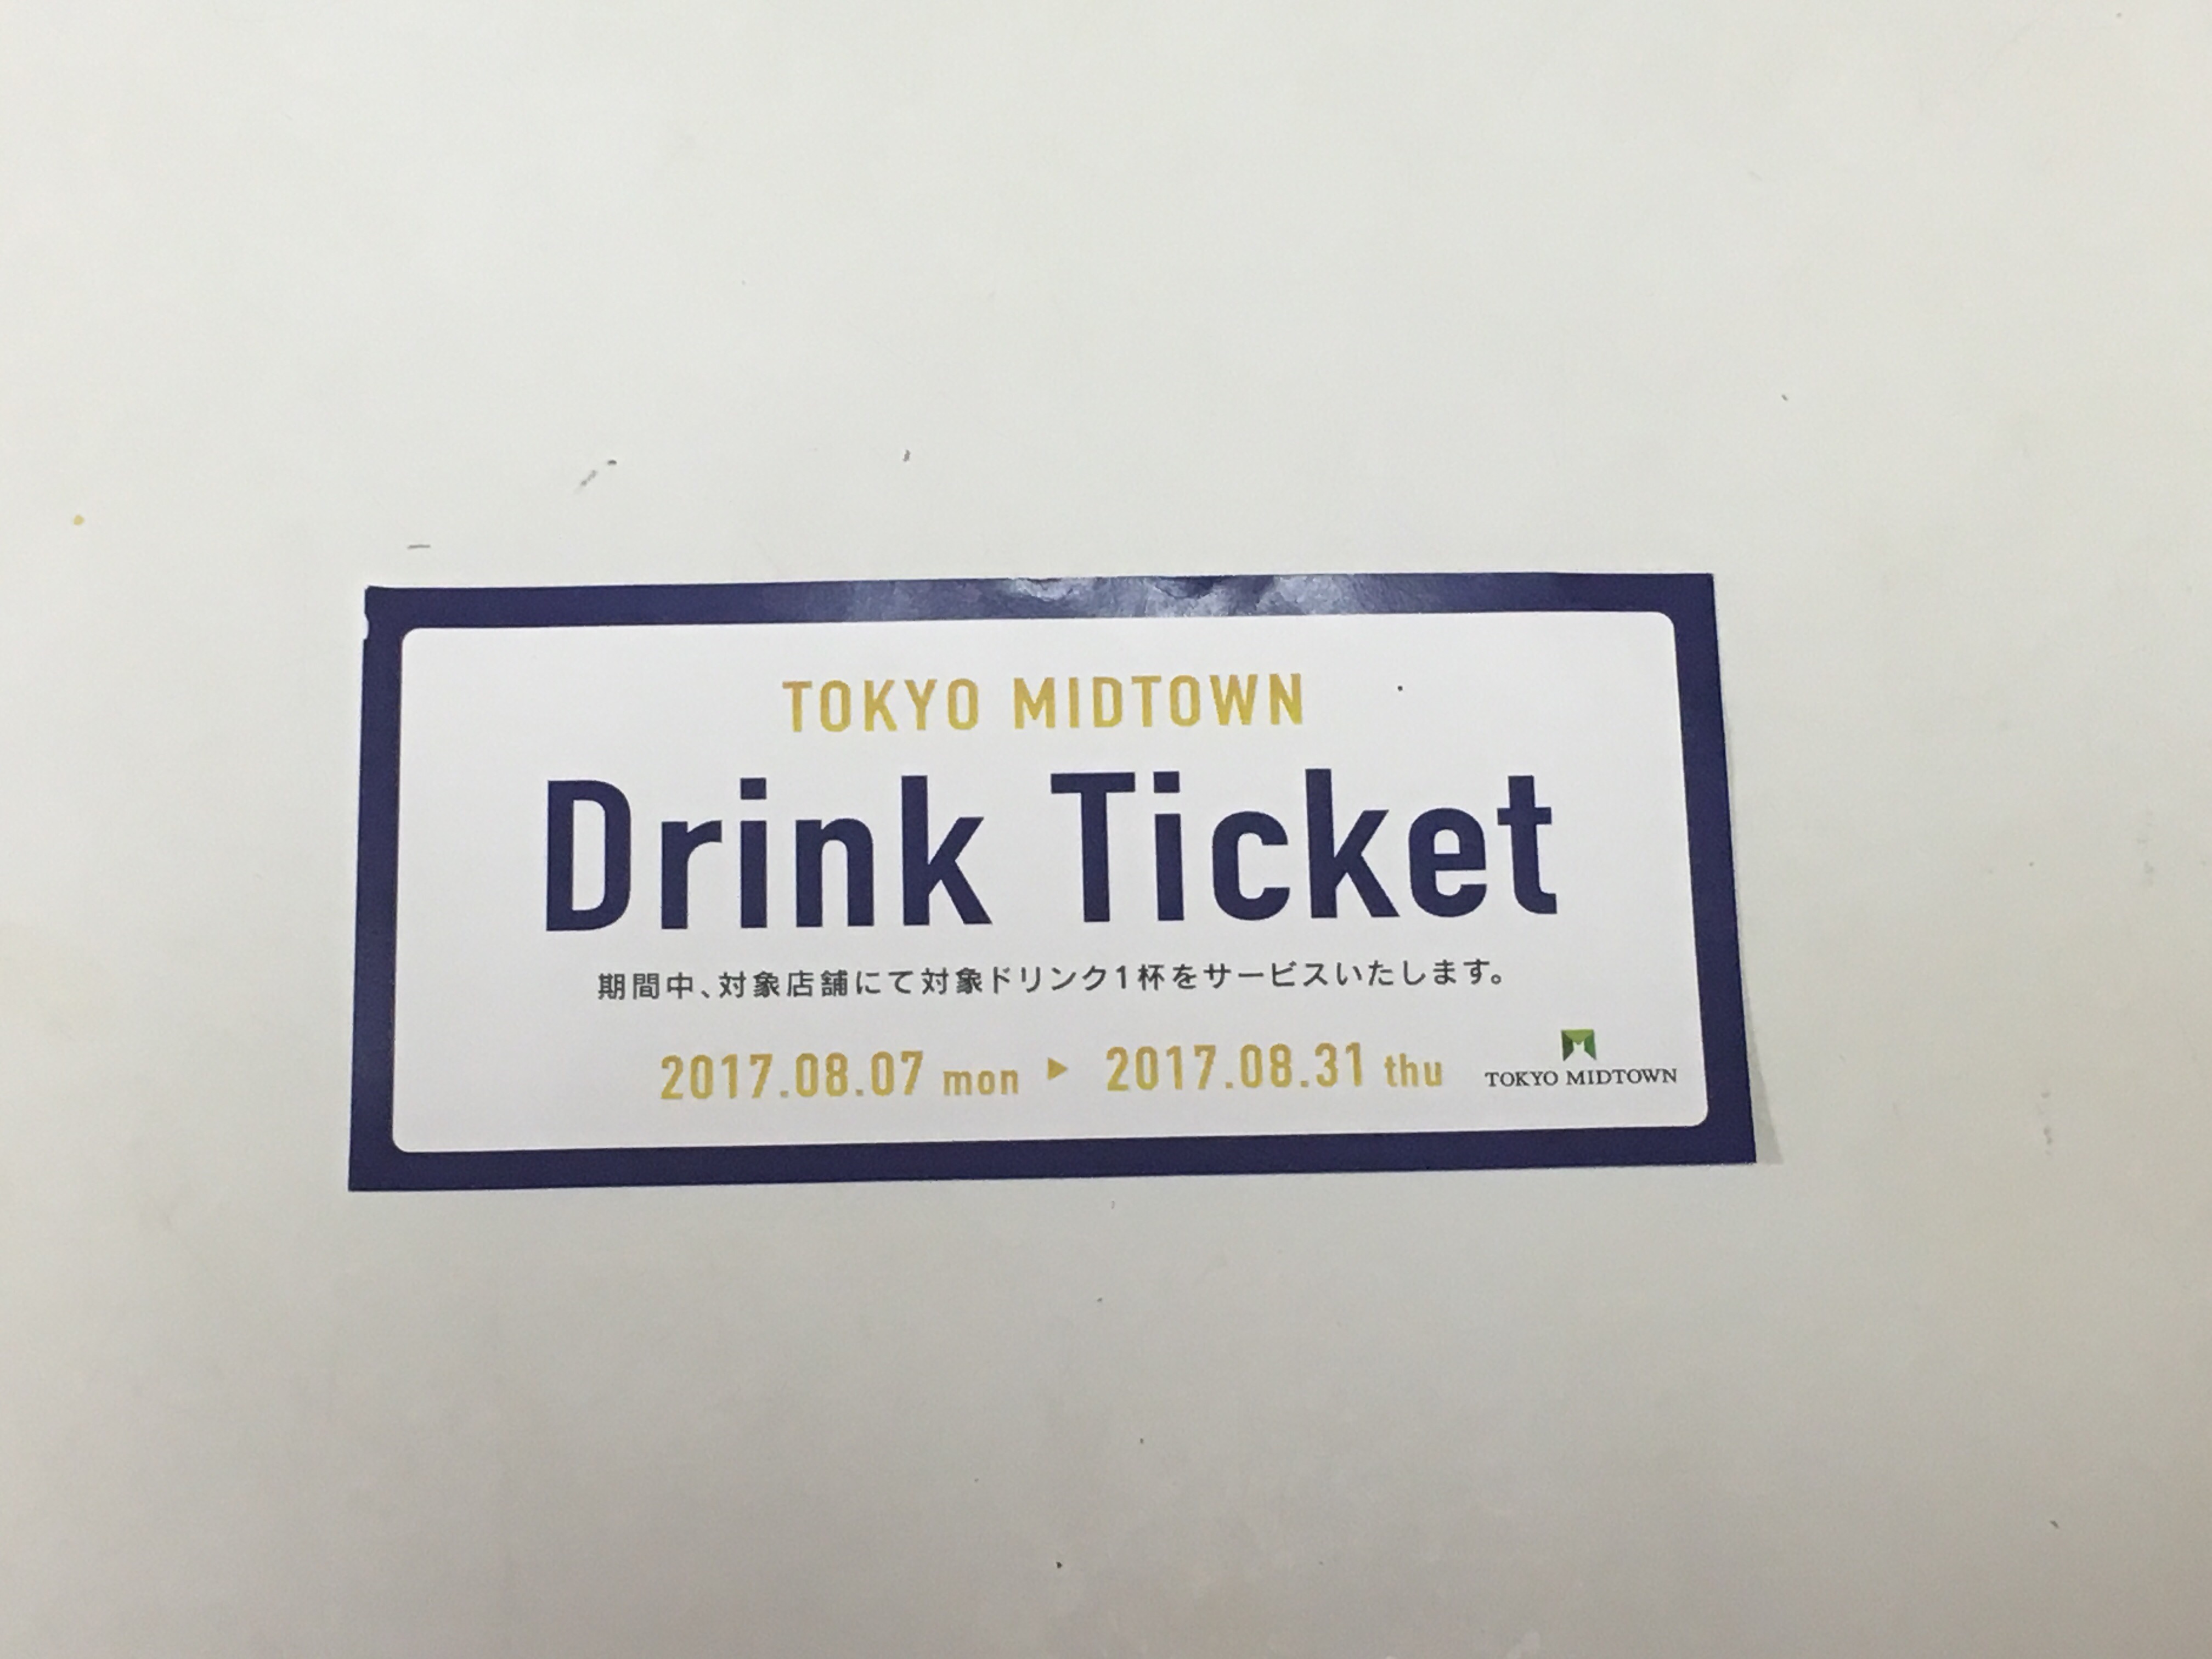 TOKYO MIDTOWN
Drink Ticket
期間中、対象店舗にて対象ドリンク1杯をサービスいたします。
2017.08.07 mon ▶ 2017.08.31 thu
TOKYO MIDTOWN